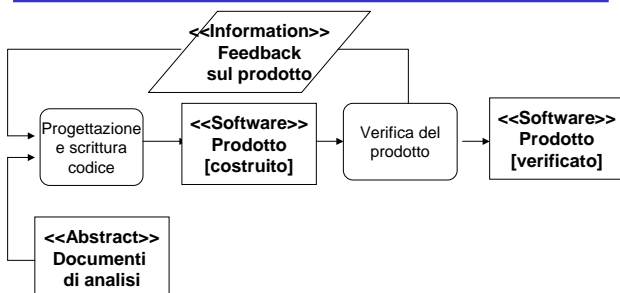 <<Information>>
Feedback
sul prodotto
Progettazione
e scrittura
codice
<<Software>>
Prodotto
[costruito]
Verifica del
prodotto
<<Software>>
Prodotto
[verificato]
<<Abstract>>
Documenti
di analisi